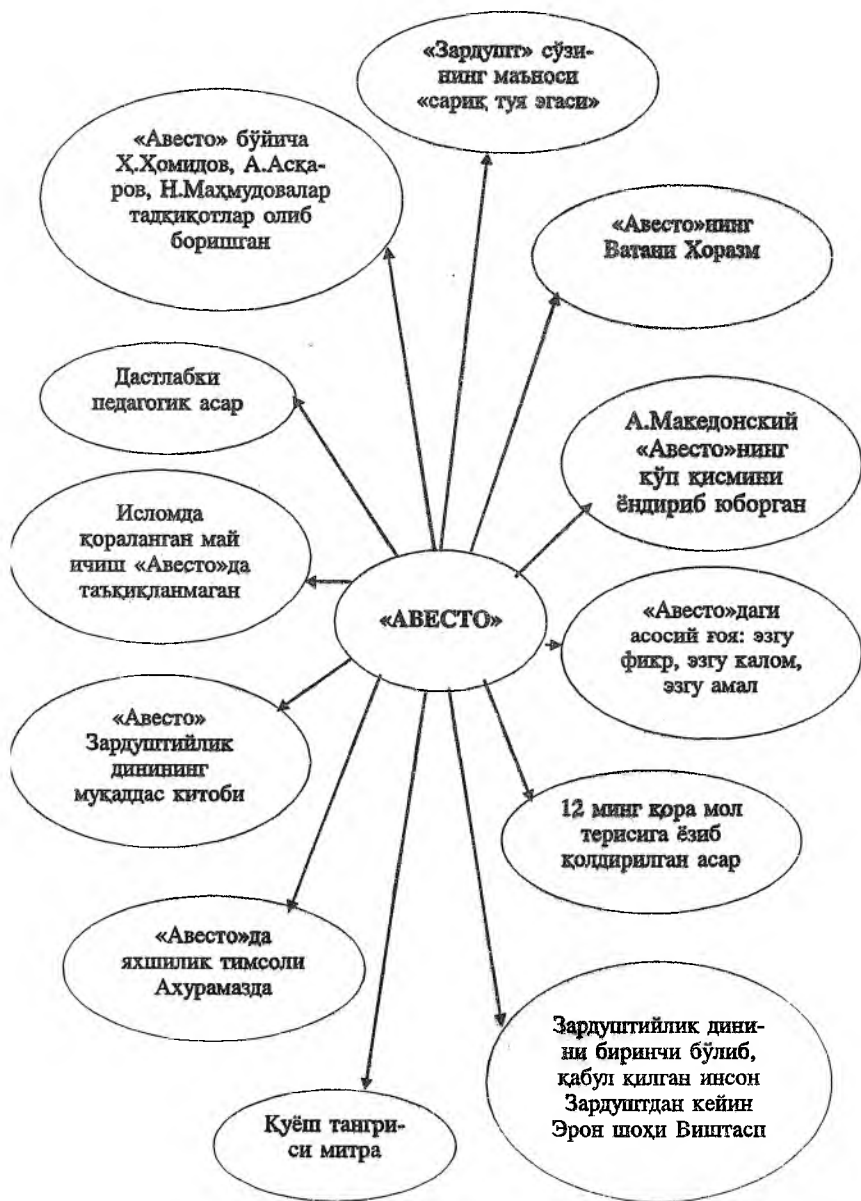 «Зардушт» сўзи-
нинг маъноси
«сариқ туя эгаси»
«Авесто» бўйича
Ҳ.Ҳомидов, А.Асқа-
ров, Н.Маҳмудовалар
тадқиқотлар олиб
боришган
«Авесто»нинг
Ватани Хоразм
Дастлабки
педагогик асар
А.Македонский
«Авесто»нинг
кўп қисмини
ёндириб юборган
Исломда
қораланган май
ичиш «Авесто»да
таъқиқланмаган
«АВЕСТО»
«Авесто»даги
асосий ғоя: эзгу
фикр, эзгу калом,
эзгу амал
«Авесто»
Зардуштийлик
динининг
муқаддас китоби
12 минг қора мол
терисига ёзиб
қолдирилган асар
«Авесто»да
яхшилик тимсоли
Ахурамазда
Зардуштийлик дини-
ни биринчи бўлиб,
қабул қилган инсон
Зардуштдан кейин
Эрон шоҳи Виштасп
Қуёш тангри-
си митра